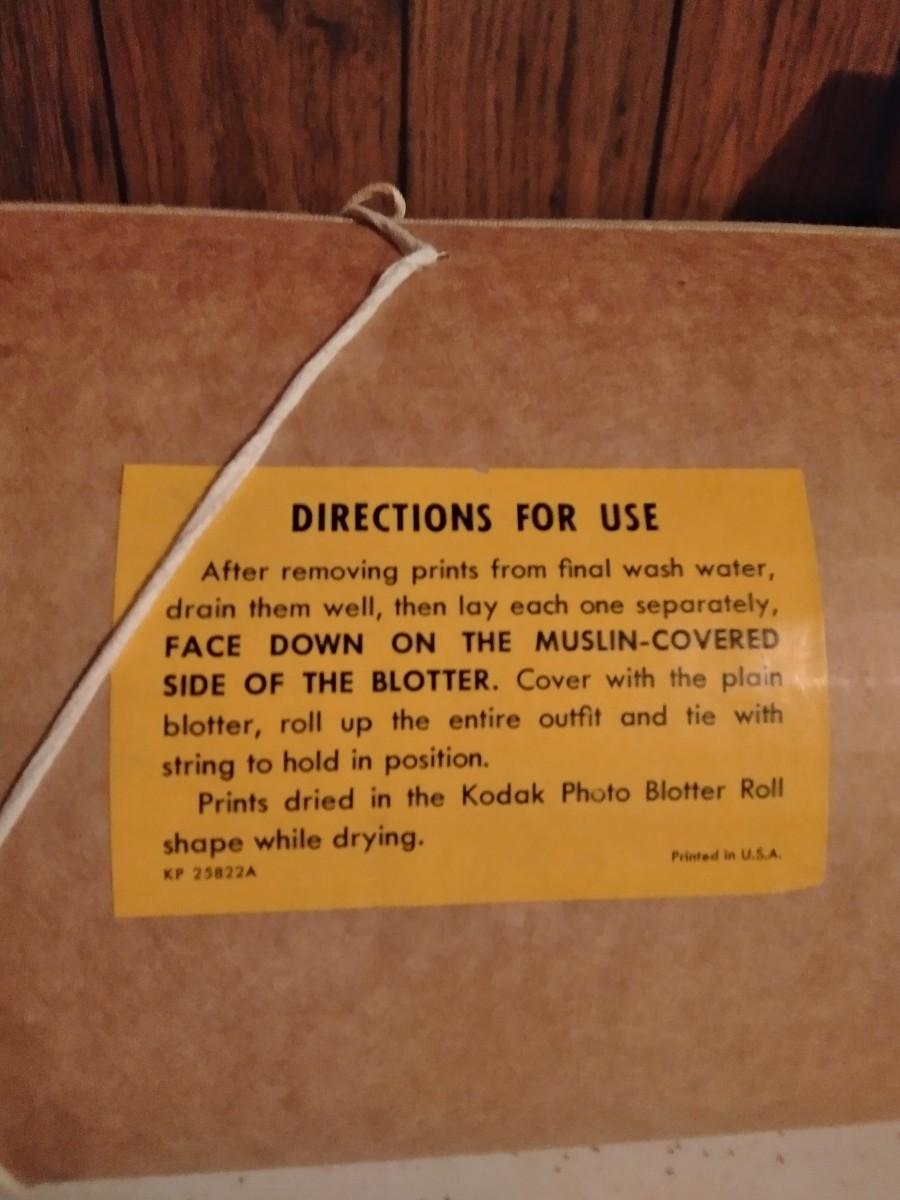 DIRECTIONS FOR USE
After removing prints from final wash water,
drain them well, then lay each one separately,
FACE DOWN ON THE MUSLIN-COVERED
SIDE OF THE BLOTTER. Cover with the plain
blotter, roll up the entire outfit and tie with
string to hold in position.
Prints dried in the Kodak Photo Blotter Roll
shape while drying.
Printed in U.S.A.
KP 25822A